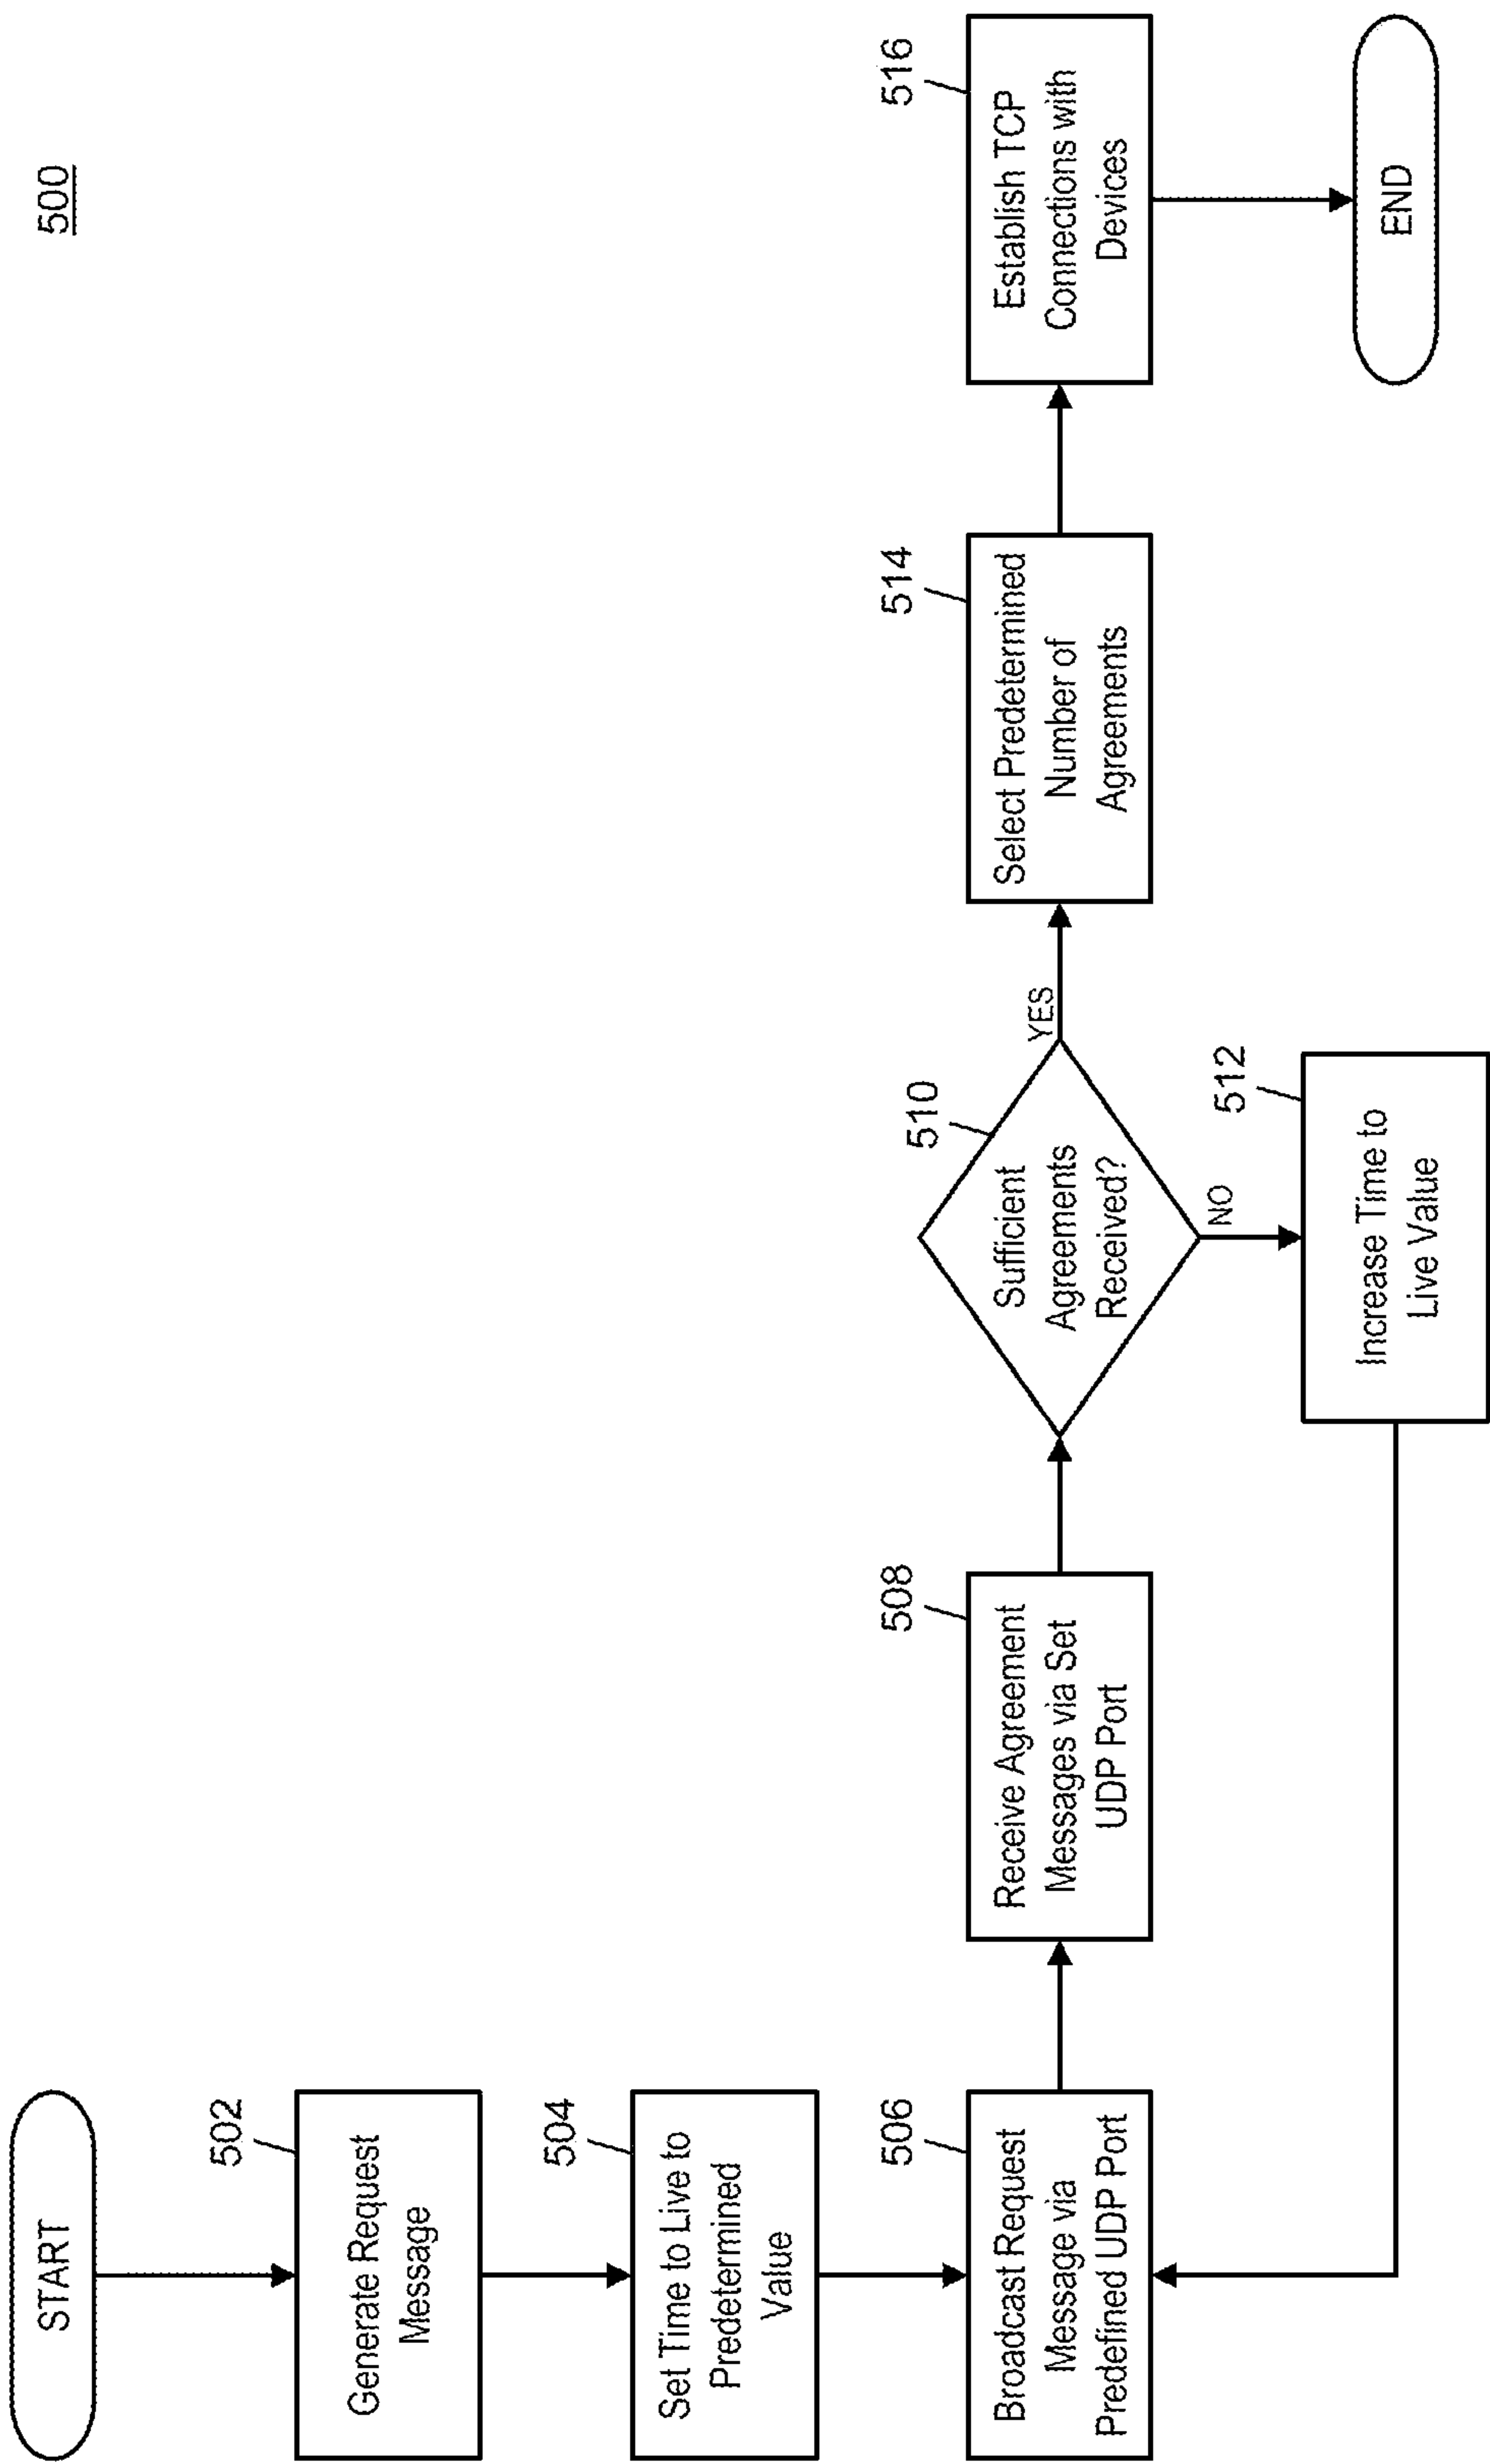 500
START
502
Generate Request
Message
504
Set Time to Live to
Predetermined
Value
506
Broadcast Request
Message via
Predefined UDP Port
508
Receive Agreement
Messages via Set
UDP Port
510
Sufficient
Agreements
Received?
YES
NO
512
Increase Time to
Live Value
514
Select Predetermined
Number of
Agreements
516
Establish TCP
Connections with
Devices
END